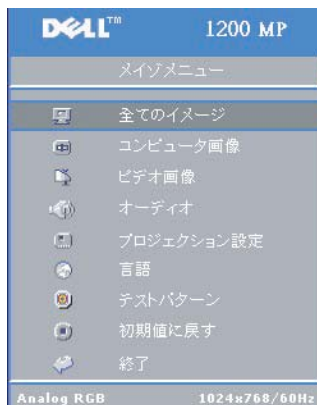 DELL™ 1200 MP
メイゾメニュー
全てのイメージ
コンピュータ画像
ビデオ画像
オーディオ
プロジェクション設定
言語
テストパターン
初期値に戻す
終了
Analog RGB 1024x768/60Hz